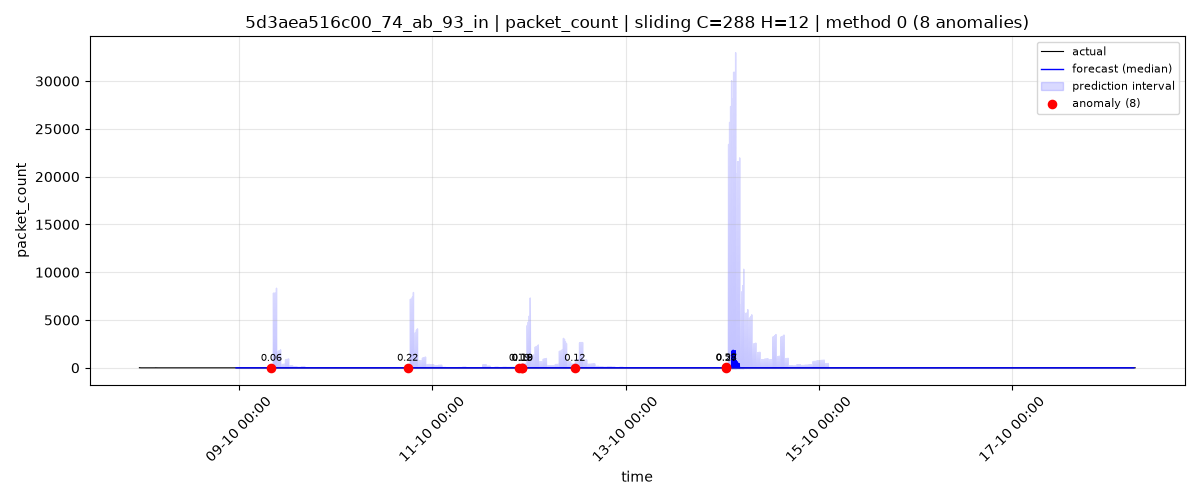 5d3aea516c00_74_ab_93_in | packet_count | sliding C=288 H=12 | method 0 (8 anomalies)
actual
forecast (median)
prediction interval
anomaly (8)
packet_count
30000
25000
20000
15000
10000
5000
0
0.06
0.22
0.12
09-10 00:00
11-10 00:00
13-10 00:00
15-10 00:00
17-10 00:00
time